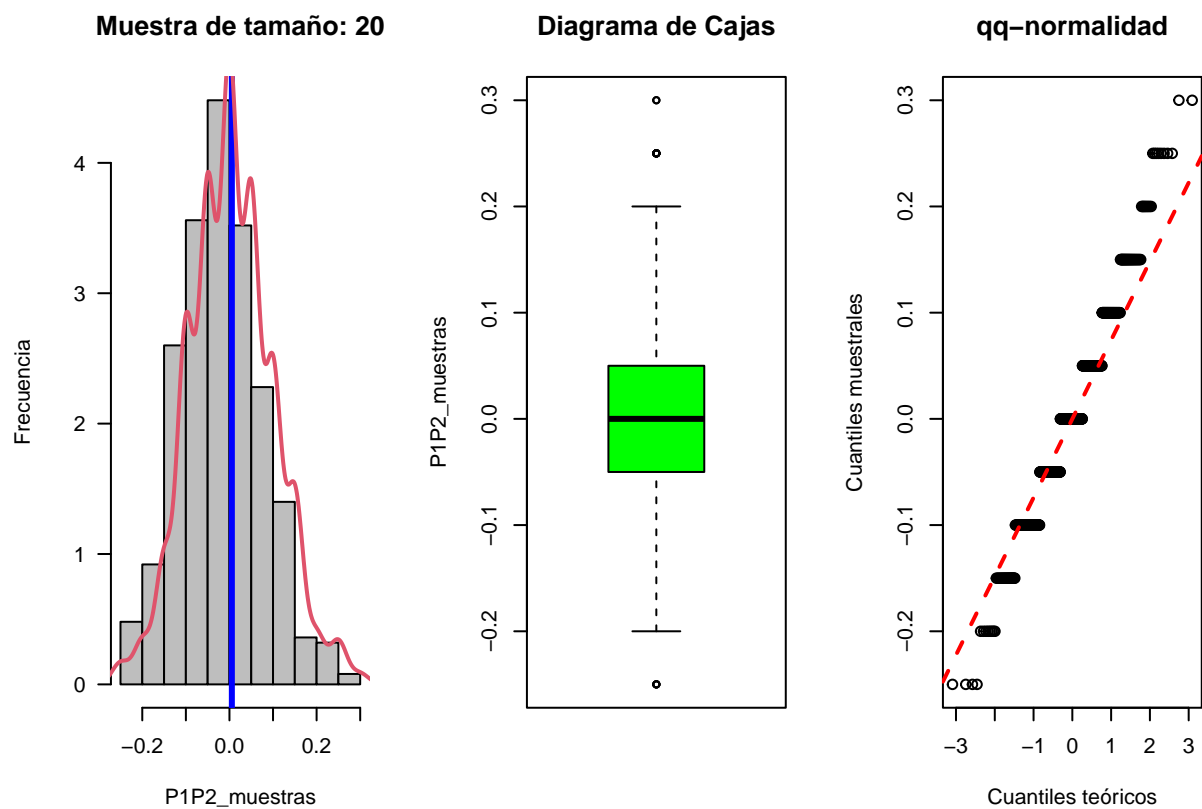 Muestra de tamaño: 20
Frecuencia
4
3
2
1
0
−0.2 0.0 0.2
P1P2_muestras
Diagrama de Cajas
P1P2_muestras
0.3
0.2
0.1
0.0
−0.1
−0.2
qq−normalidad
Cuantiles muestrales
0.3
0.2
0.1
0.0
−0.1
−0.2
−3 −1 0 1 2 3
Cuantiles teóricos